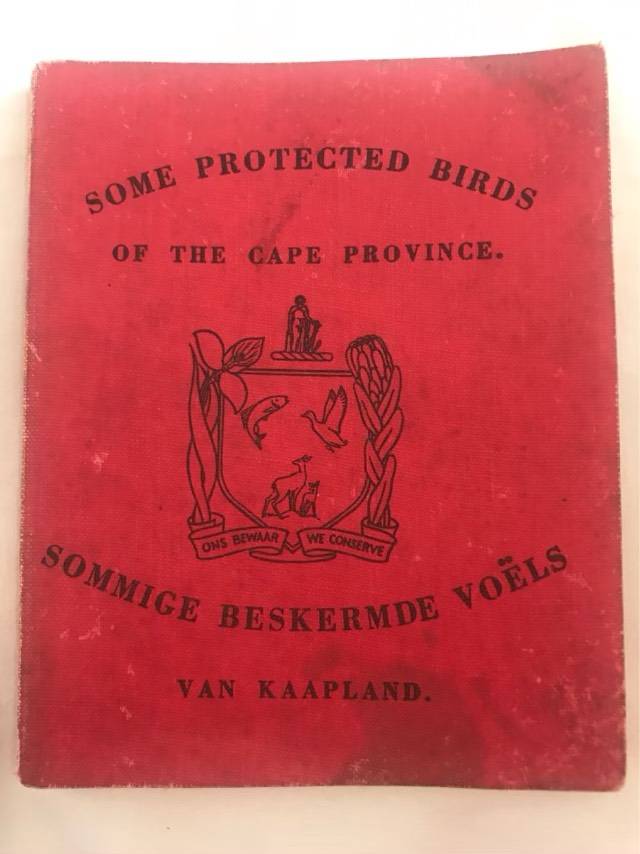 SOME PROTECTED BIRDS
OF THE CAPE PROVINCE.
ONS BEWAAR WE CONSERVE
SOMMIGE BESKERMDE VOËLS
VAN KAAPLAND.